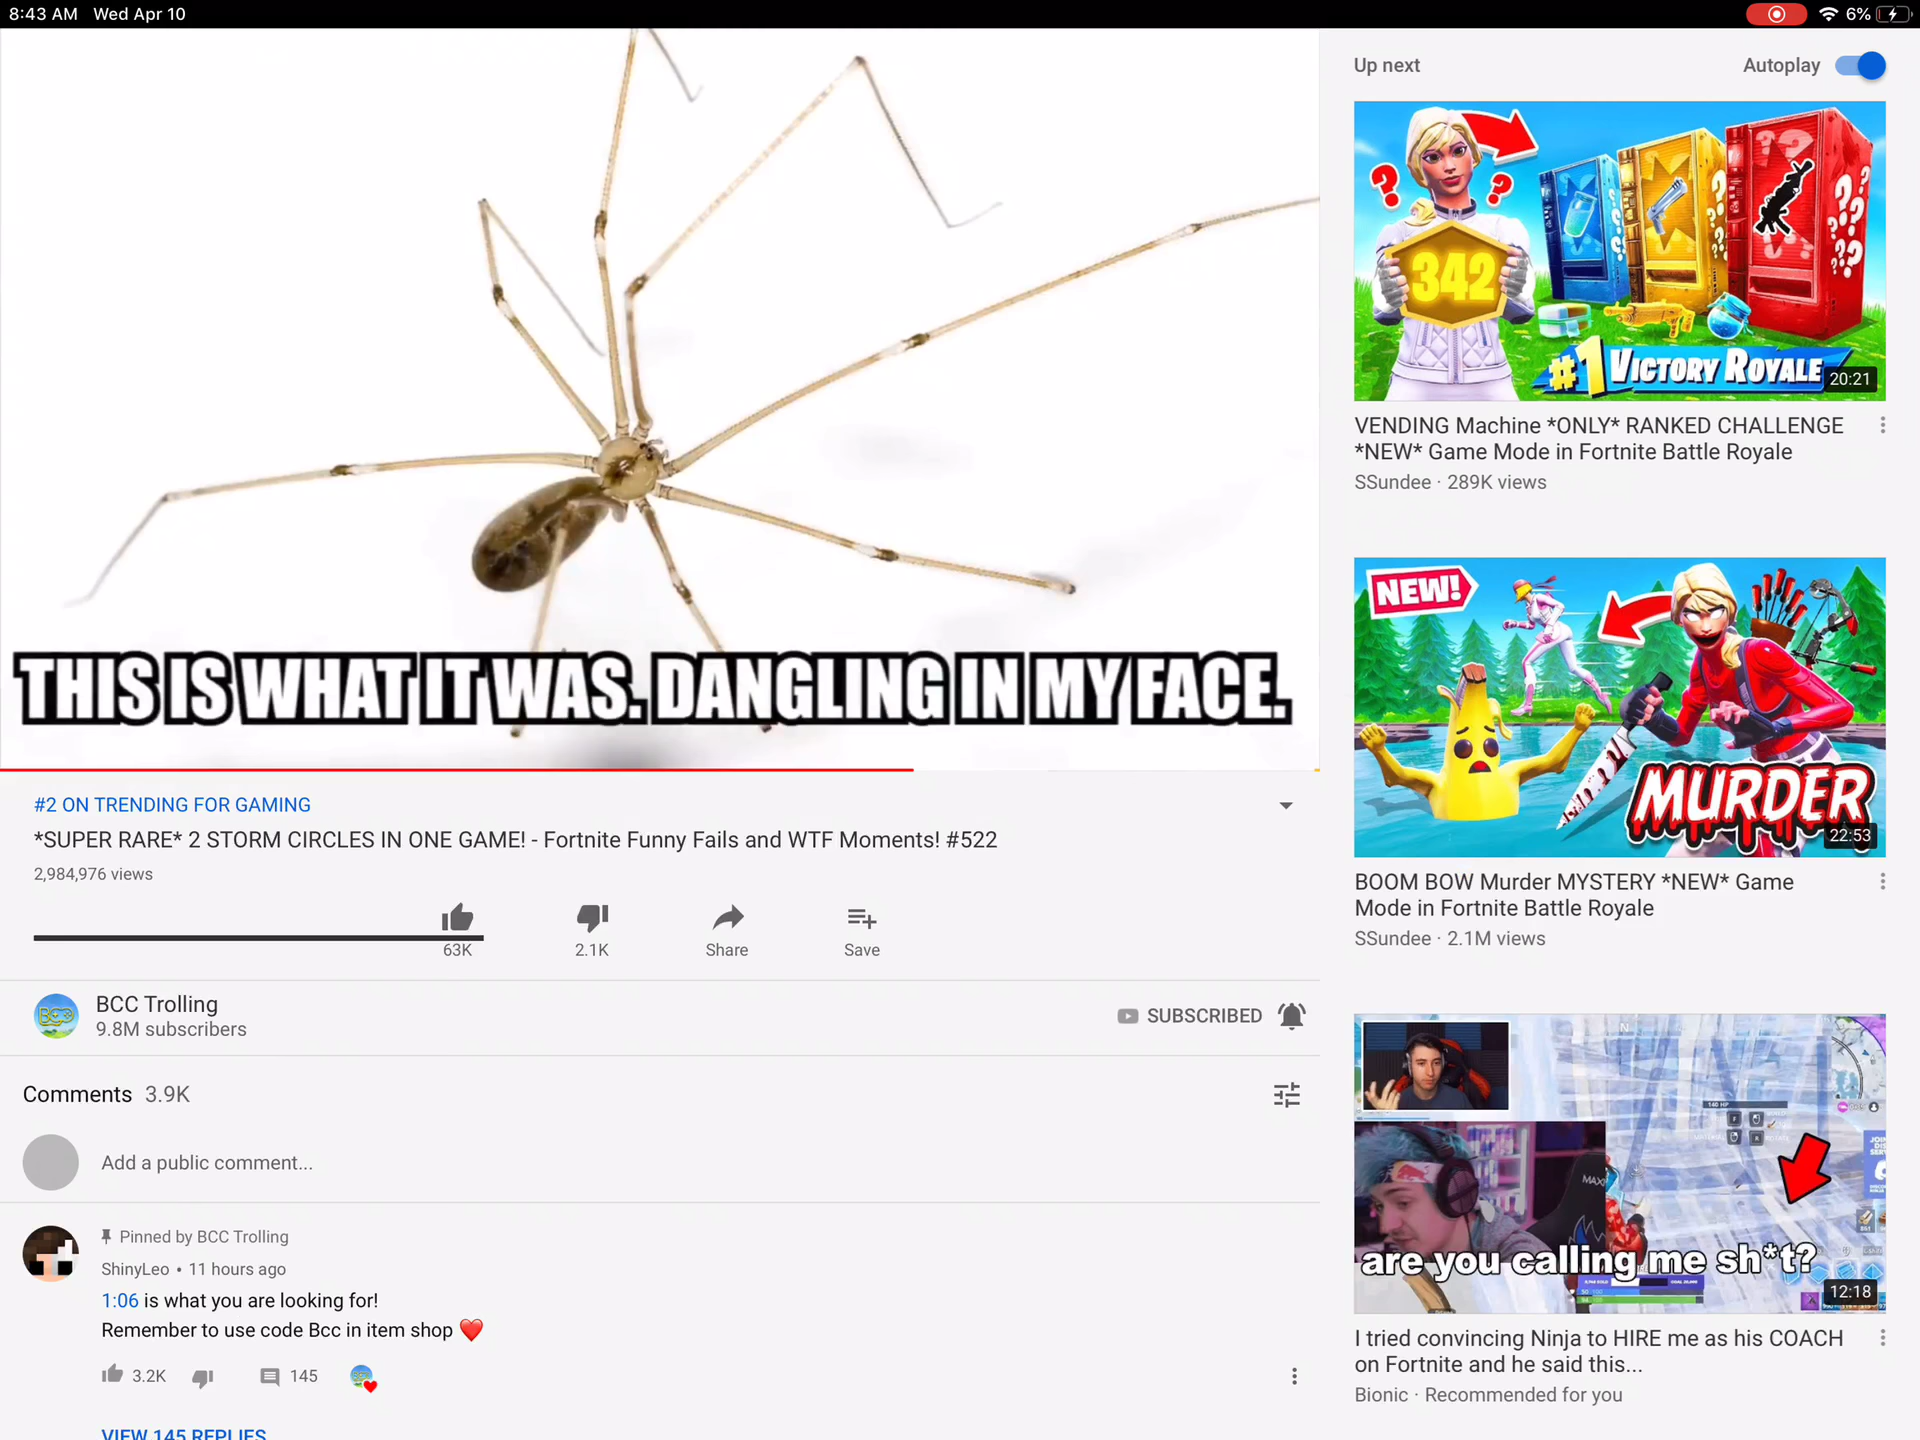 8:43 AM Wed Apr 10
6%
THIS IS WHAT IT WAS. DANGLING IN MY FACE.
#2 ON TRENDING FOR GAMING
*SUPER RARE* 2 STORM CIRCLES IN ONE GAME! - Fortnite Funny Fails and WTF Moments! #522
2,984,976 views
63K
2.1K
Share
Save
BCC Trolling
9.8M subscribers
SUBSCRIBED
Comments 3.9K
Add a public comment...
Pinned by BCC Trolling
ShinyLeo • 11 hours ago
1:06 is what you are looking for!
Remember to use code Bcc in item shop ❤️
3.2K
145
VIEW 145 REPLIES
Up next
Autoplay
? ?
342
#1 VICTORY ROYALE
20:21
VENDING Machine *ONLY* RANKED CHALLENGE
*NEW* Game Mode in Fortnite Battle Royale
SSundee · 289K views
NEW!
MURDER
22:53
BOOM BOW Murder MYSTERY *NEW* Game
Mode in Fortnite Battle Royale
SSundee · 2.1M views
are you calling me sh*t?
12:18
I tried convincing Ninja to HIRE me as his COACH
on Fortnite and he said this...
Bionic · Recommended for you